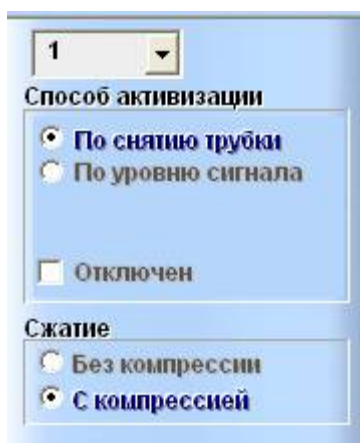 1
Способ активизации
По снятию трубки
По уровню сигнала
Отключен
Сжатие
Без компрессии
С компрессией